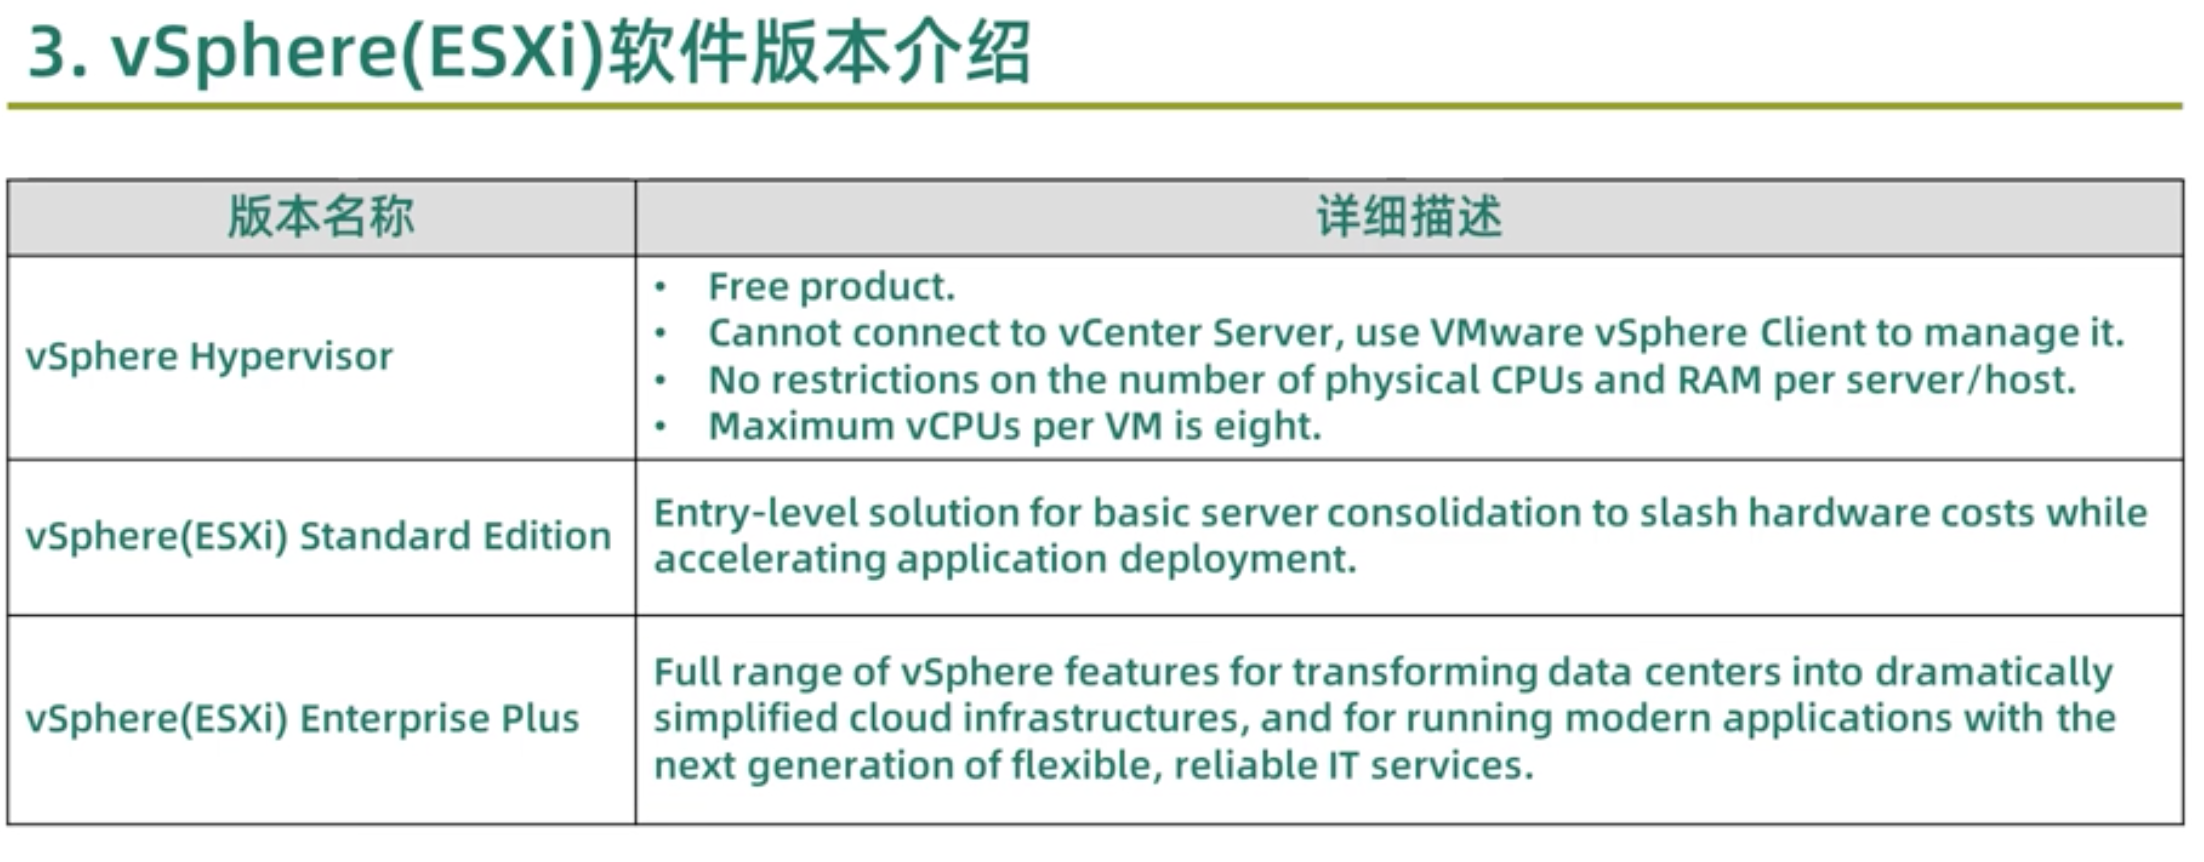 3. vSphere(ESXi)软件版本介绍
版本名称
详细描述
vSphere Hypervisor
• Free product.
• Cannot connect to vCenter Server, use VMware vSphere Client to manage it.
• No restrictions on the number of physical CPUs and RAM per server/host.
• Maximum vCPUs per VM is eight.
vSphere(ESXi) Standard Edition
Entry-level solution for basic server consolidation to slash hardware costs while
accelerating application deployment.
vSphere(ESXi) Enterprise Plus
Full range of vSphere features for transforming data centers into dramatically
simplified cloud infrastructures, and for running modern applications with the
next generation of flexible, reliable IT services.